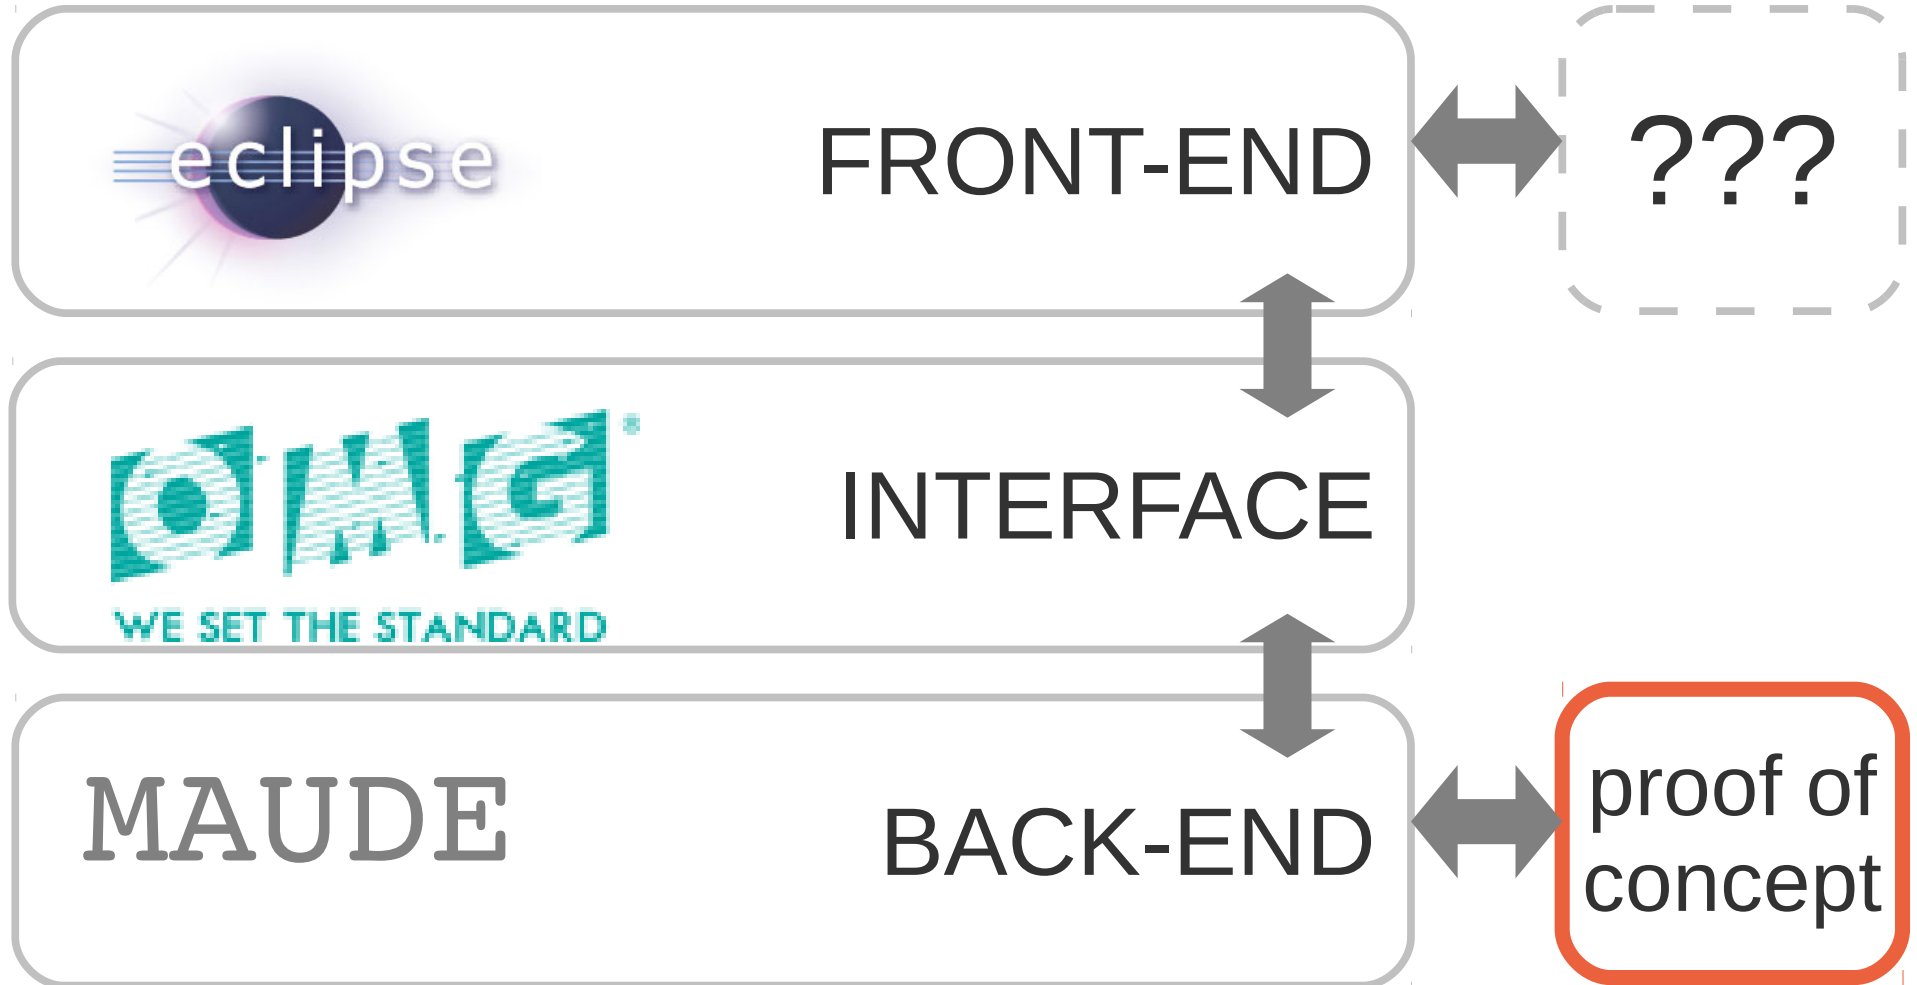 eclipse
FRONT-END
???
OMG®
WE SET THE STANDARD
INTERFACE
MAUDE
BACK-END
proof of
concept